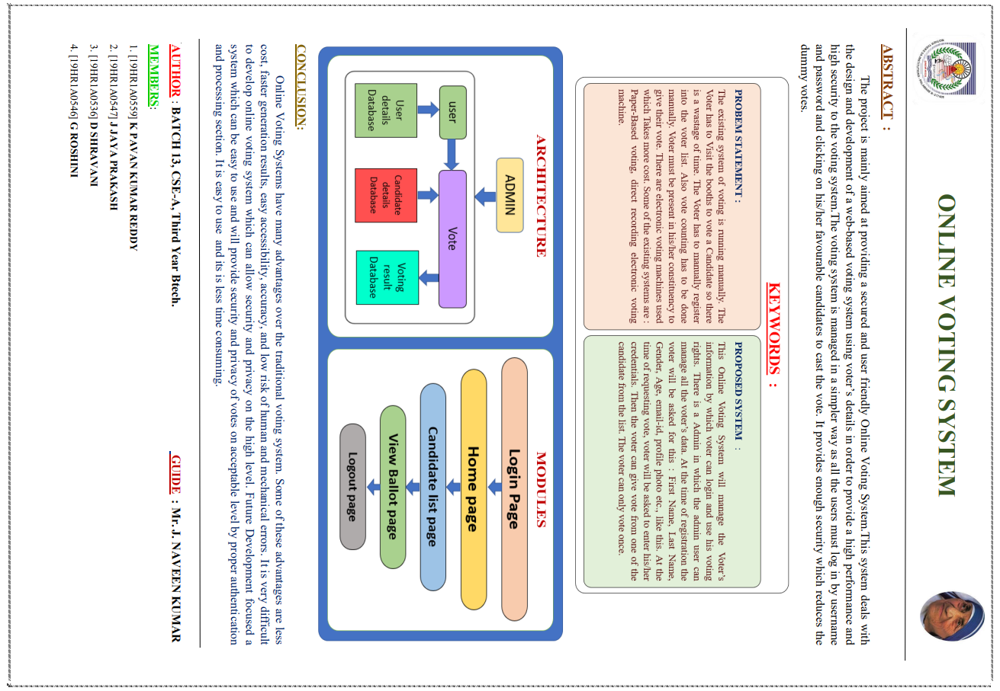 ONLINE VOTING SYSTEM
ABSTRACT :
The project is mainly aimed at providing a secured and user friendly Online Voting System.This system deals with
the design and development of a web-based voting system using voter's details in order to provide a high performance and
high security to the voting system.The voting system is managed in a simpler way as all the users must log in by username
and password and clicking on his/her favourable candidates to cast the vote. It provides enough security which reduces the
dummy votes.
KEYWORDS :
PROBEM STATEMENT :
The existing system of voting is running manually. The
Voter has to Visit the booths to vote a Candidate so there
is a wastage of time. The Voter has to manually register
into the voter list. Also vote counting has to be done
manually. Voter must be present in his/her constituency to
give their vote. There are electronic voting machines used
which Takes more cost. Some of the existing systems are :
Paper-Based voting, direct recording electronic voting
machine.
PROPOSED SYSTEM :
This Online Voting System will manage the Voter's
information by which voter can login and use his voting
rights. There is a Admin in which the admin user can
manage all the voter's data. At the time of registration the
voter will be asked for this : First Name, Last Name,
Gender, Age, email-id, profile photo etc., like this. At the
time of requesting vote, voter will be asked to enter his/her
credentials. Then the voter can give vote from one of the
candidate from the list. The voter can only vote once.
ARCHITECTURE
ADMIN
user
Vote
User
details
Database
Candidate
details
Database
Voting
result
Database
MODULES
Login Page
Home page
Candidate list page
View Ballot page
Logout page
CONCLUSION:
Online Voting Systems have many advantages over the traditional voting system. Some of these advantages are less
cost, faster generation results, easy accessibility, accuracy, and low risk of human and mechanical errors. It is very difficult
to develop online voting system which can allow security and privacy on the high level. Future Development focused a
system which can be easy to use and will provide security and privacy of votes on acceptable level by proper authentication
and processing section. It is easy to use and its is less time consuming.
AUTHOR : BATCH 13, CSE-A, Third Year Btech. GUIDE : Mr. J. NAVEEN KUMAR
MEMBERS:
1. [19HR1A0559] K PAVAN KUMAR REDDY
2. [19HR1A0547] J JAYA PRAKASH
3. [19HR1A0536] D SHRAVANI
4. [19HR1A0546] G ROSHINI